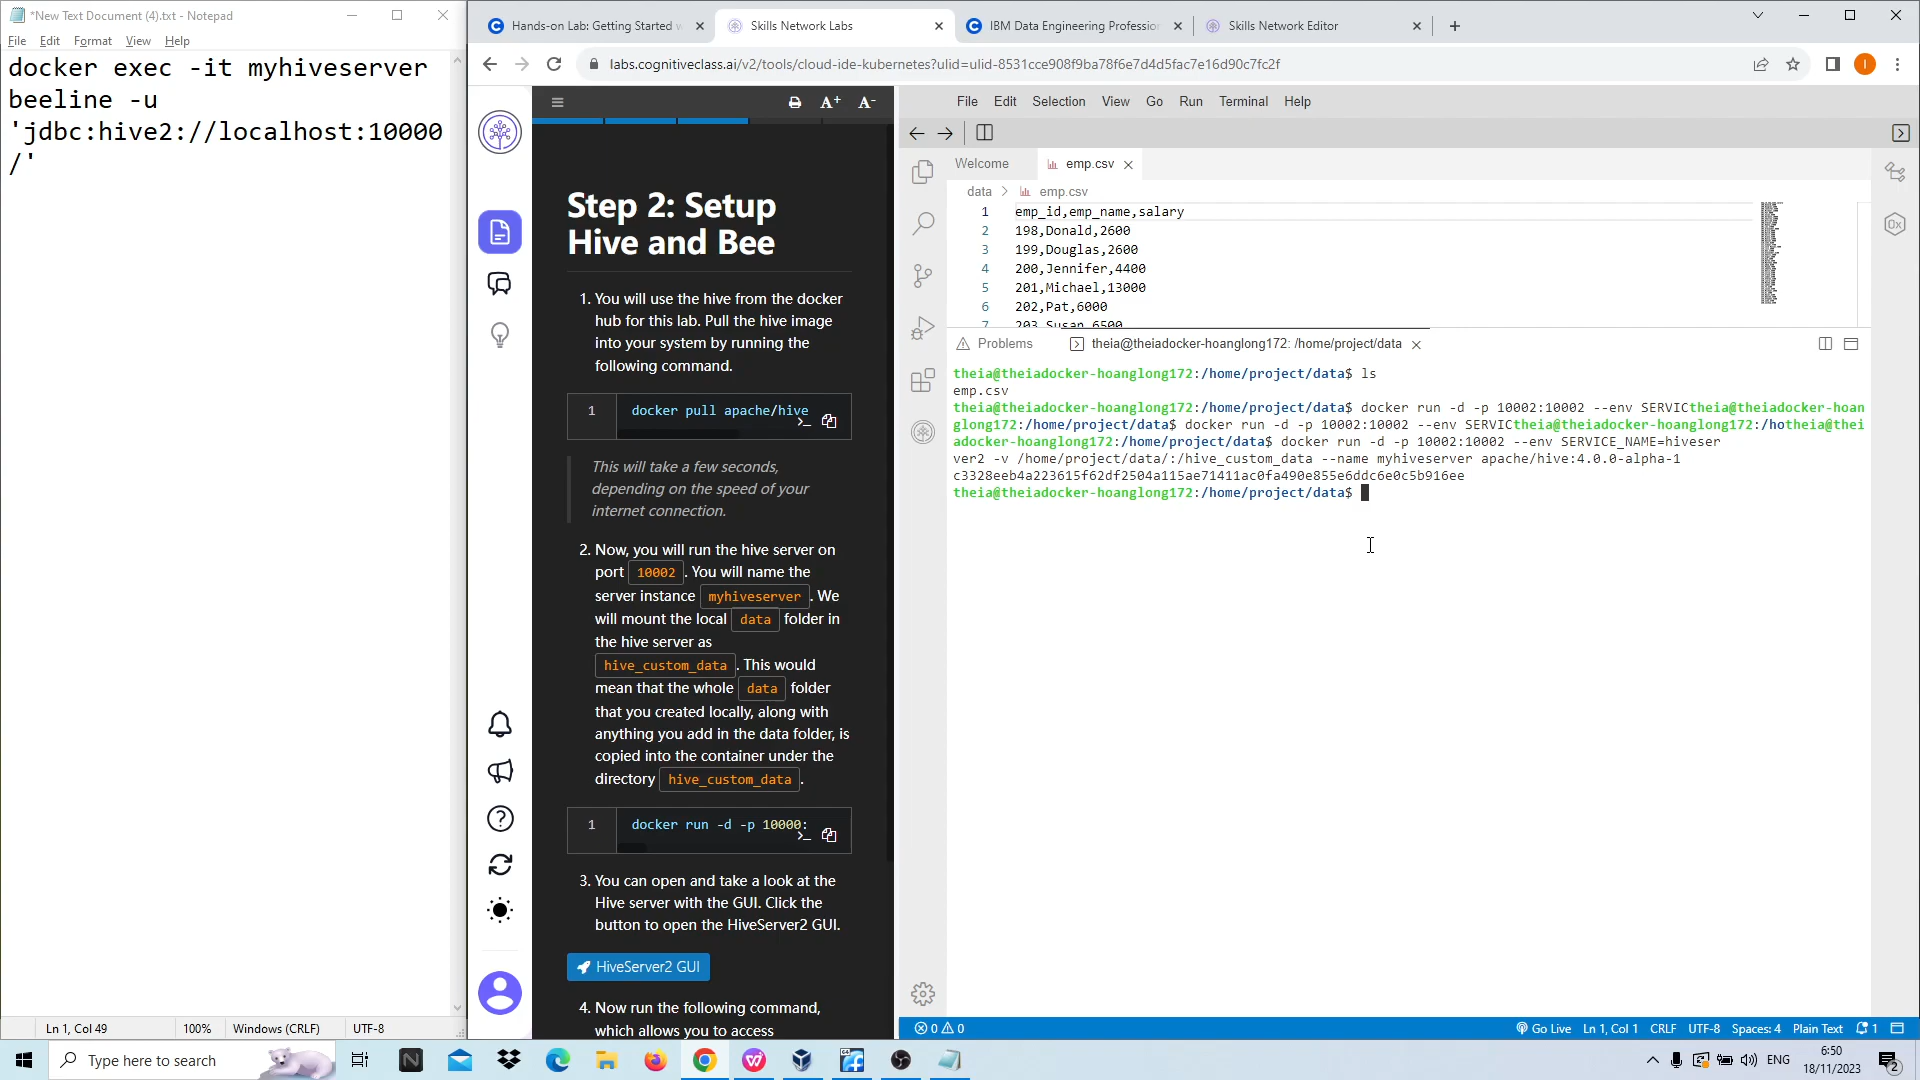 *New Text Document (4).txt - Notepad
File Edit Format View Help
docker exec -it myhiveserver
beeline -u
'jdbc:hive2://localhost:10000
/'
Ln 1, Col 49 100% Windows (CRLF) UTF-8
Hands-on Lab: Getting Started w
Skills Network Labs
IBM Data Engineering Profession
Skills Network Editor
labs.cognitiveclass.ai/v2/tools/cloud-ide-kubernetes?ulid=ulid-8531cce908f9ba78f6e7d4d5fac7e16d90c7fc2f
I
A+ A-
Step 2: Setup
Hive and Bee
1. You will use the hive from the docker
hub for this lab. Pull the hive image
into your system by running the
following command.
1 docker pull apache/hive
This will take a few seconds,
depending on the speed of your
internet connection.
2. Now, you will run the hive server on
port 10002. You will name the
server instance myhiveserver. We
will mount the local data folder in
the hive server as
hive_custom_data. This would
mean that the whole data folder
that you created locally, along with
anything you add in the data folder, is
copied into the container under the
directory hive_custom_data.
1 docker run -d -p 10000:
3. You can open and take a look at the
Hive server with the GUI. Click the
button to open the HiveServer2 GUI.
HiveServer2 GUI
4. Now run the following command,
which allows you to access
File Edit Selection View Go Run Terminal Help
Welcome
emp.csv
data > emp.csv
1 emp_id,emp_name,salary
2 198,Donald,2600
3 199,Douglas,2600
4 200,Jennifer,4400
5 201,Michael,13000
6 202,Pat,6000
7 203,Susan,6500
Problems
theia@theiadocker-hoanglong172: /home/project/data
theia@theiadocker-hoanglong172:/home/project/data$ ls
emp.csv
theia@theiadocker-hoanglong172:/home/project/data$ docker run -d -p 10002:10002 --env SERVICtheia@theiadocker-hoan
glong172:/home/project/data$ docker run -d -p 10002:10002 --env SERVICtheia@theiadocker-hoanglong172:/hotheia@thei
adocker-hoanglong172:/home/project/data$ docker run -d -p 10002:10002 --env SERVICE_NAME=hiveser
ver2 -v /home/project/data/:/hive_custom_data --name myhiveserver apache/hive:4.0.0-alpha-1
c3328eeb4a223615f62df2504a115ae71411ac0fa490e855e6ddc6e0c5b916ee
theia@theiadocker-hoanglong172:/home/project/data$
0 0
Go Live Ln 1, Col 1 CRLF UTF-8 Spaces: 4 Plain Text 1
Type here to search
ENG
6:50
18/11/2023
2